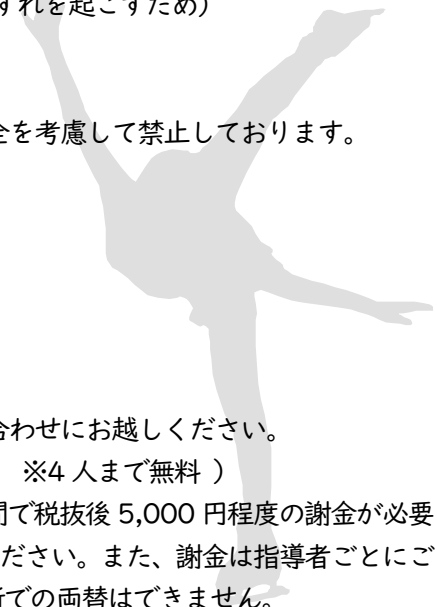 ずれを起こすため)
全を考慮して禁止しております。
合わせにお越しください。
※4 人まで無料 )
間で税抜後 5,000 円程度の謝金が必要
ださい。また、謝金は指導者ごとにご
所での両替はできません。